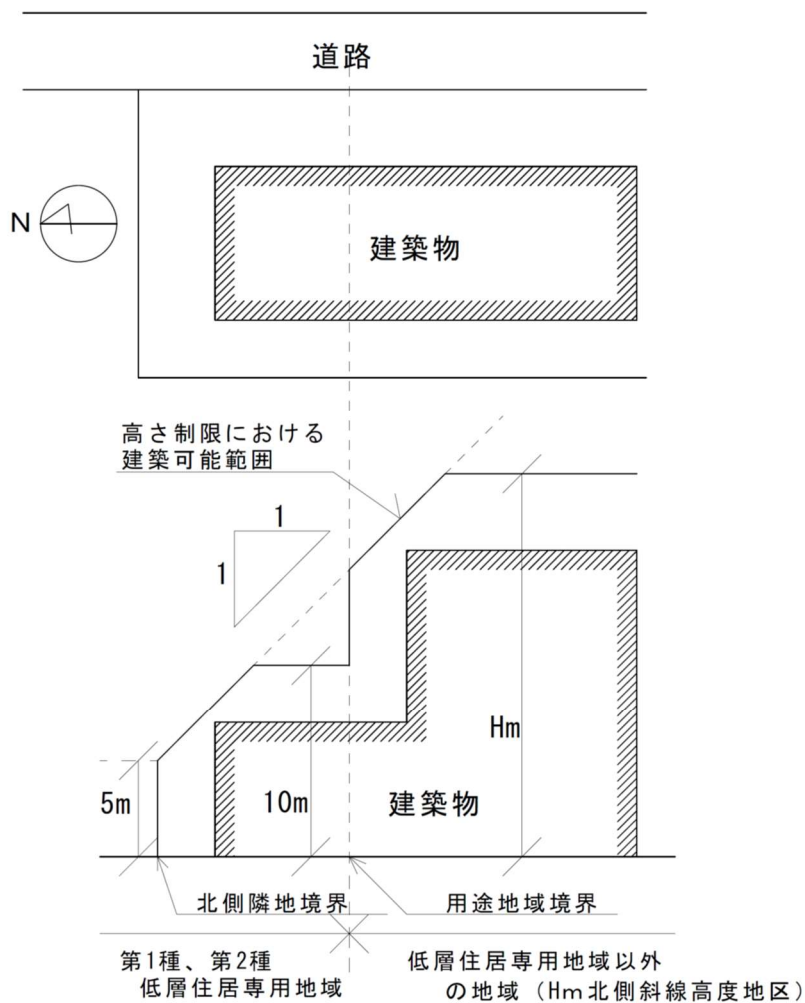 道路
N
建築物
高さ制限における
建築可能範囲
1
1
Hm
5m
10m
建築物
北側隣地境界
用途地域境界
第1種、第2種
低層住居専用地域
低層住居専用地域以外
の地域（Hm北側斜線高度地区）